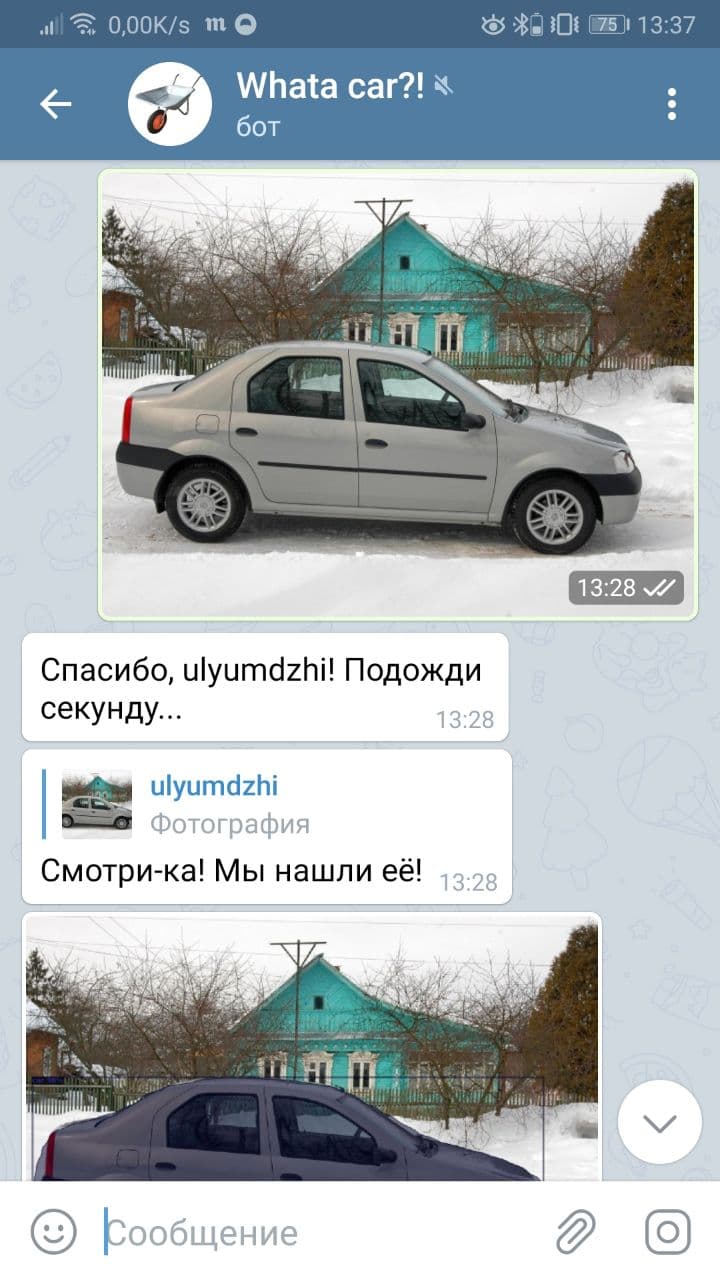 0,00K/s m 75 13:37
Whata car?!
бот
13:28
Спасибо, ulyumdzhi! Подожди
секунду...
13:28
ulyumdzhi
Фотография
Смотри-ка! Мы нашли её!
13:28
Сообщение